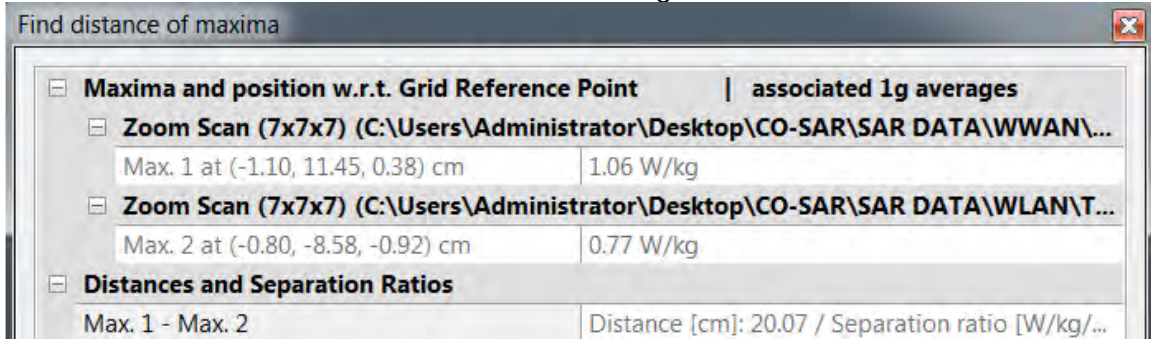 Find distance of maxima
Maxima and position w.r.t. Grid Reference Point | associated 1g averages
Zoom Scan (7x7x7) (C:\Users\Administrator\Desktop\CO-SAR\SAR DATA\WWAN\...
Max. 1 at (-1.10, 11.45, 0.38) cm 1.06 W/kg
Zoom Scan (7x7x7) (C:\Users\Administrator\Desktop\CO-SAR\SAR DATA\WLAN\T...
Max. 2 at (-0.80, -8.58, -0.92) cm 0.77 W/kg
Distances and Separation Ratios
Max. 1 - Max. 2 Distance [cm]: 20.07 / Separation ratio [W/kg/...